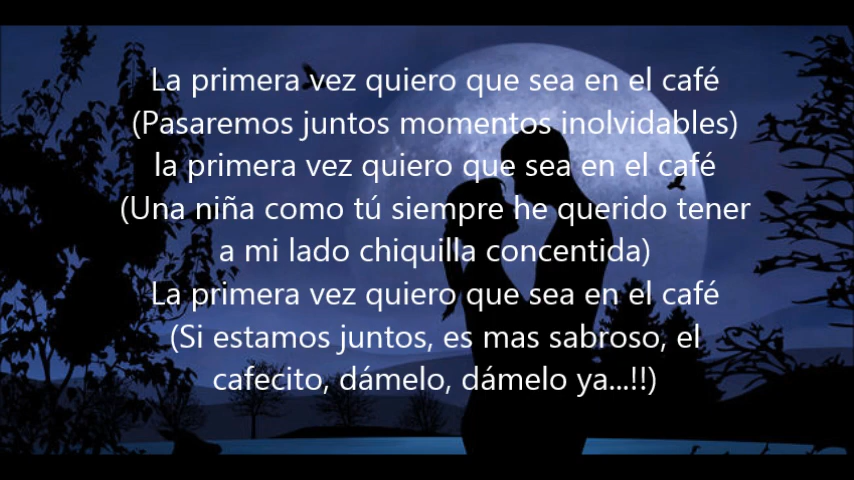 La primera vez quiero que sea en el café
(Pasaremos juntos momentos inolvidables)
la primera vez quiero que sea en el café
(Una niña como tú siempre he querido tener
a mi lado chiquilla concentida)
La primera vez quiero que sea en el café
(Si estamos juntos, es mas sabroso, el
cafecito, dámelo, dámelo ya...!!)